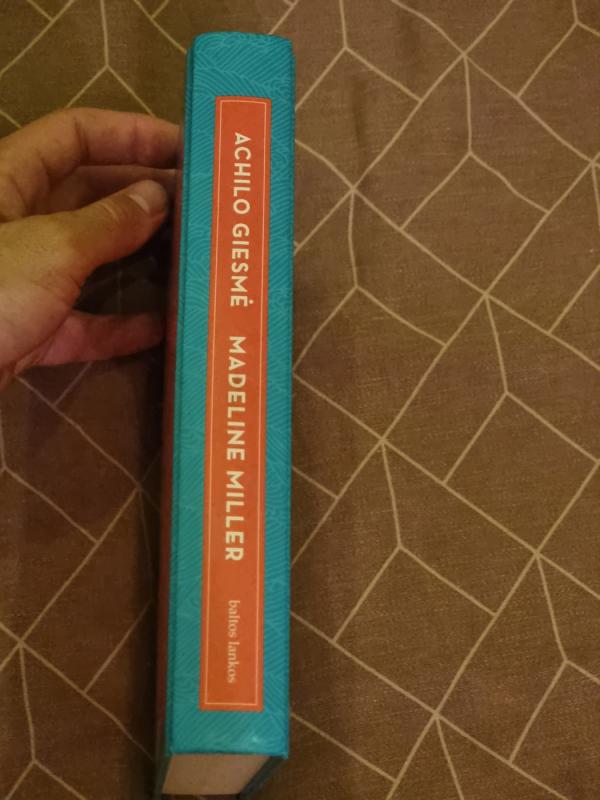 ACHILO GIESMĖ MADELINE MILLER
baltos lankos